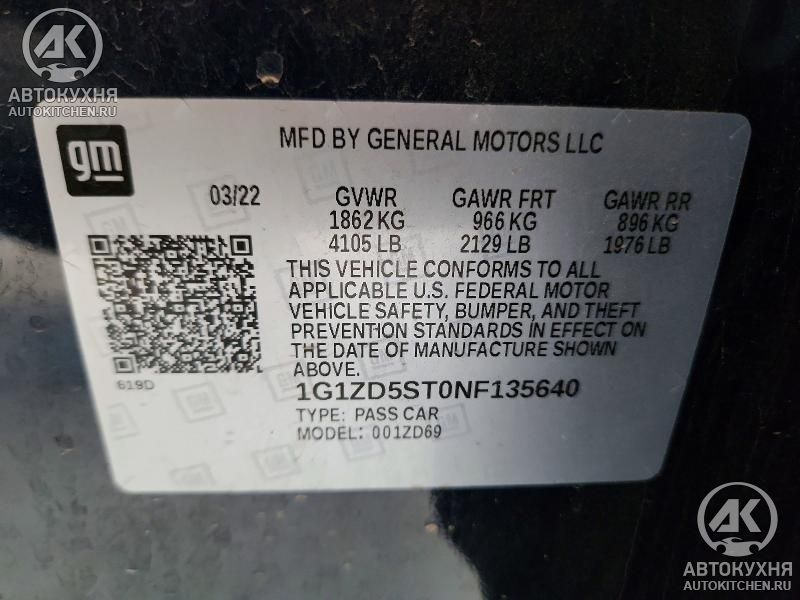 АК
АВТОКУХНЯ
AUTOKITCHEN.RU
gm
MFD BY GENERAL MOTORS LLC
03/22 GVWR GAWR FRT GAWR RR
1862 KG 966 KG 896 KG
4105 LB 2129 LB 1976 LB
THIS VEHICLE CONFORMS TO ALL
APPLICABLE U.S. FEDERAL MOTOR
VEHICLE SAFETY, BUMPER, AND THEFT
PREVENTION STANDARDS IN EFFECT ON
THE DATE OF MANUFACTURE SHOWN
ABOVE.
619D
1G1ZD5ST0NF135640
TYPE: PASS CAR
MODEL: 001ZD69
АК
АВТОКУХНЯ
AUTOKITCHEN.RU